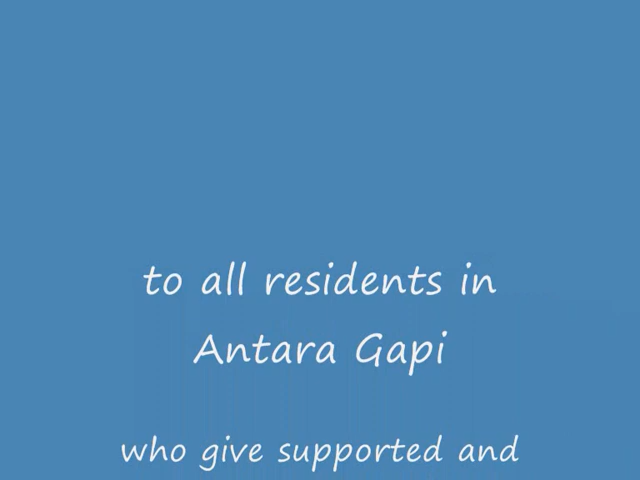 to all residents in
Antara Gapi
who give supported and